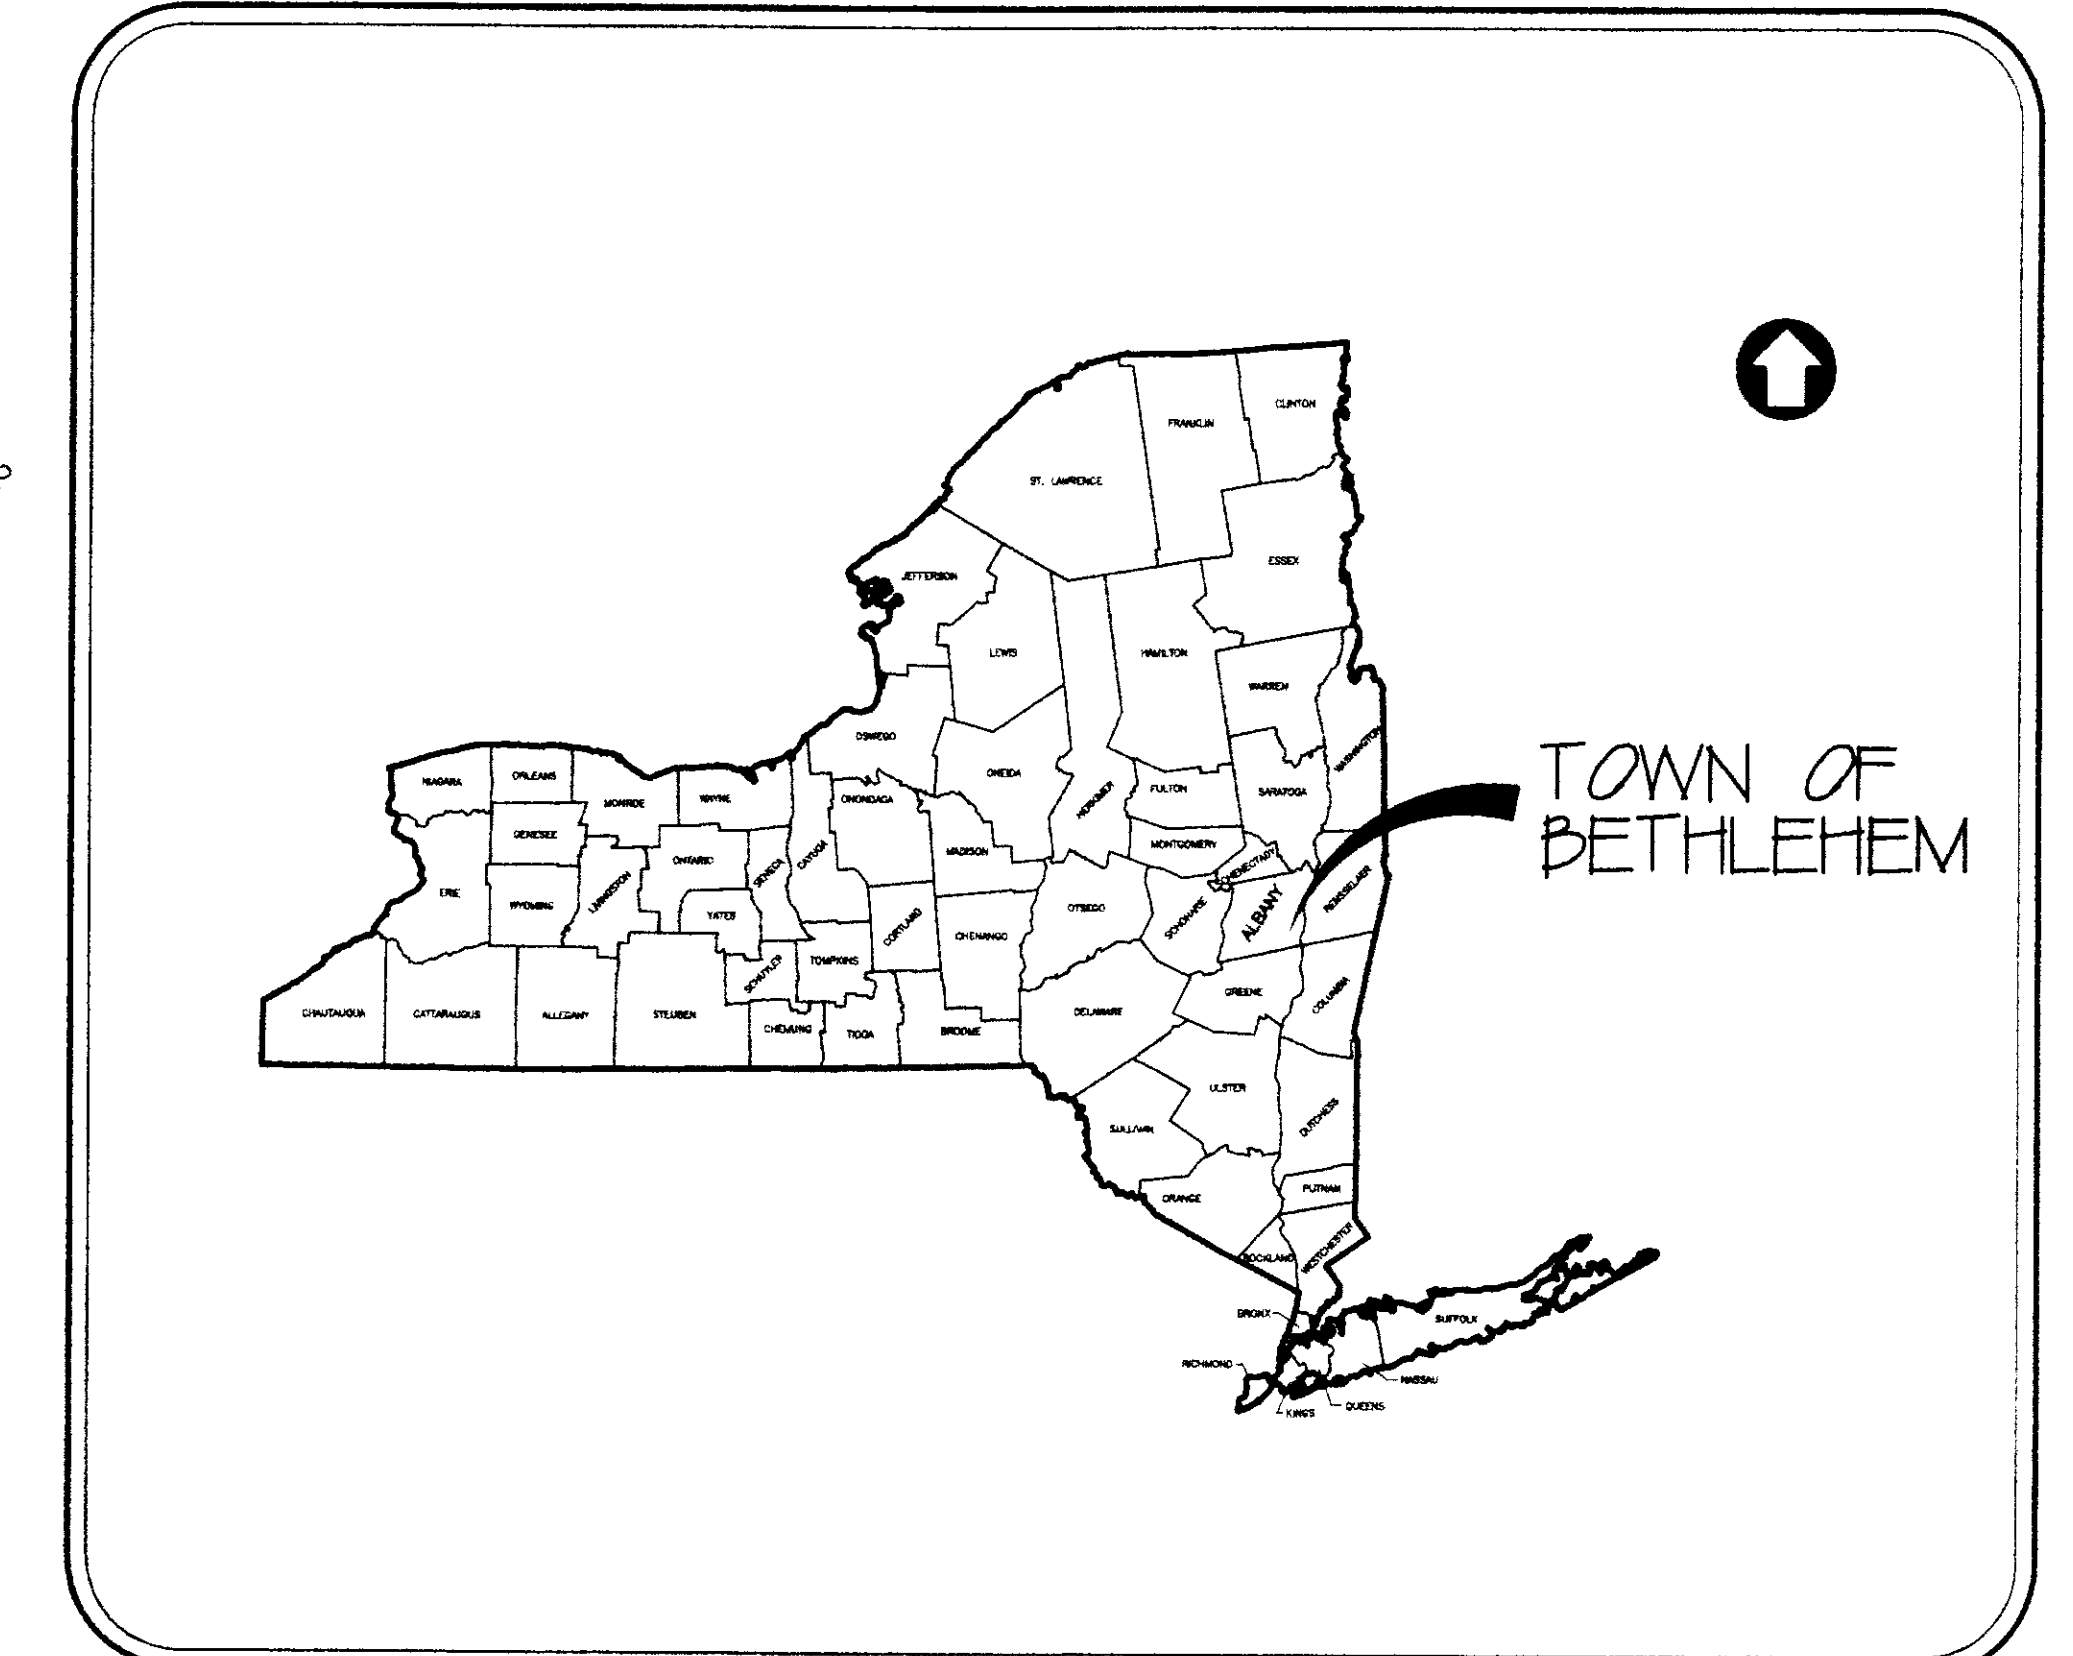 CLINTON
FRANKLIN
ST. LAWRENCE
ESSEX
JEFFERSON
LEWIS
HAMILTON
WARREN
OSWEGO
WASHINGTON
TOWN OF
BETHLEHEM
NIAGARA
ORLEANS
MONROE
WAYNE
ONONDAGA
ONEIDA
HERKIMER
FULTON
SARATOGA
GENESEE
ONTARIO
SENECA
CAYUGA
MADISON
MONTGOMERY
SCHENECTADY
ERIE
WYOMING
LIVINGSTON
YATES
CORTLAND
CHENANGO
OTSEGO
SCHOHARIE
ALBANY
RENSSELAER
SCHUYLER
TOMPKINS
GREENE
COLUMBIA
CHAUTAUQUA
CATTARAUGUS
ALLEGANY
STEUBEN
CHEMUNG
TIOGA
BROOME
DELAWARE
ULSTER
DUTCHESS
SULLIVAN
ORANGE
PUTNAM
ROCKLAND
WESTCHESTER
BRONX
SUFFOLK
RICHMOND
NASSAU
KINGS
QUEENS